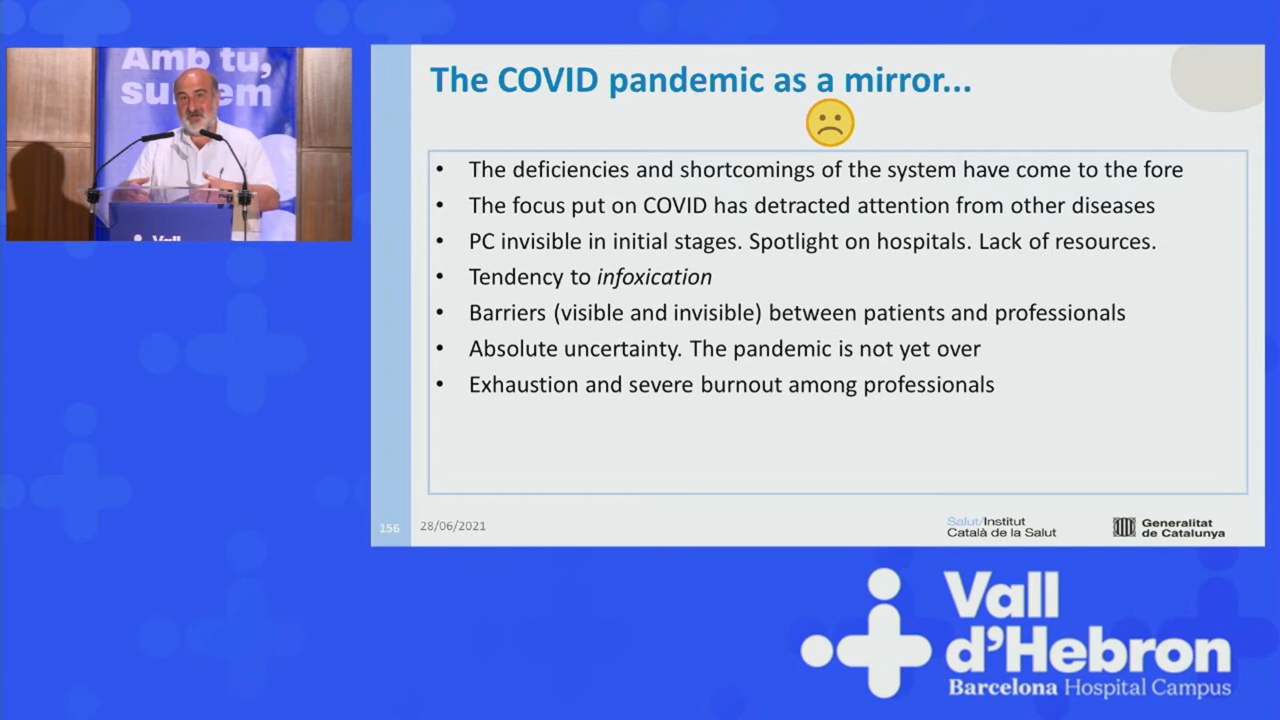 Amb tu,
The COVID pandemic as a mirror...
• The deficiencies and shortcomings of the system have come to the fore
• The focus put on COVID has detracted attention from other diseases
• PC invisible in initial stages. Spotlight on hospitals. Lack of resources.
• Tendency to infoxication
• Barriers (visible and invisible) between patients and professionals
• Absolute uncertainty. The pandemic is not yet over
• Exhaustion and severe burnout among professionals
156
28/06/2021
Salut/Institut
Català de la Salut
Generalitat
de Catalunya
Vall
Vall
d'Hebron
Barcelona Hospital Campus